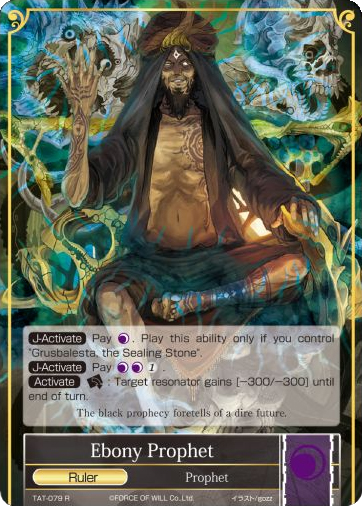 J-Activate Pay . Play this ability only if you control
"Grusbalesta, the Sealing Stone".
J-Activate Pay 1 .
Activate : Target resonator gains [-300/-300] until
end of turn.
The black prophecy foretells of a dire future.
Ebony Prophet
Ruler
Prophet
TAT-079 R
©FORCE OF WILL Co.,Ltd
イラスト/gozz